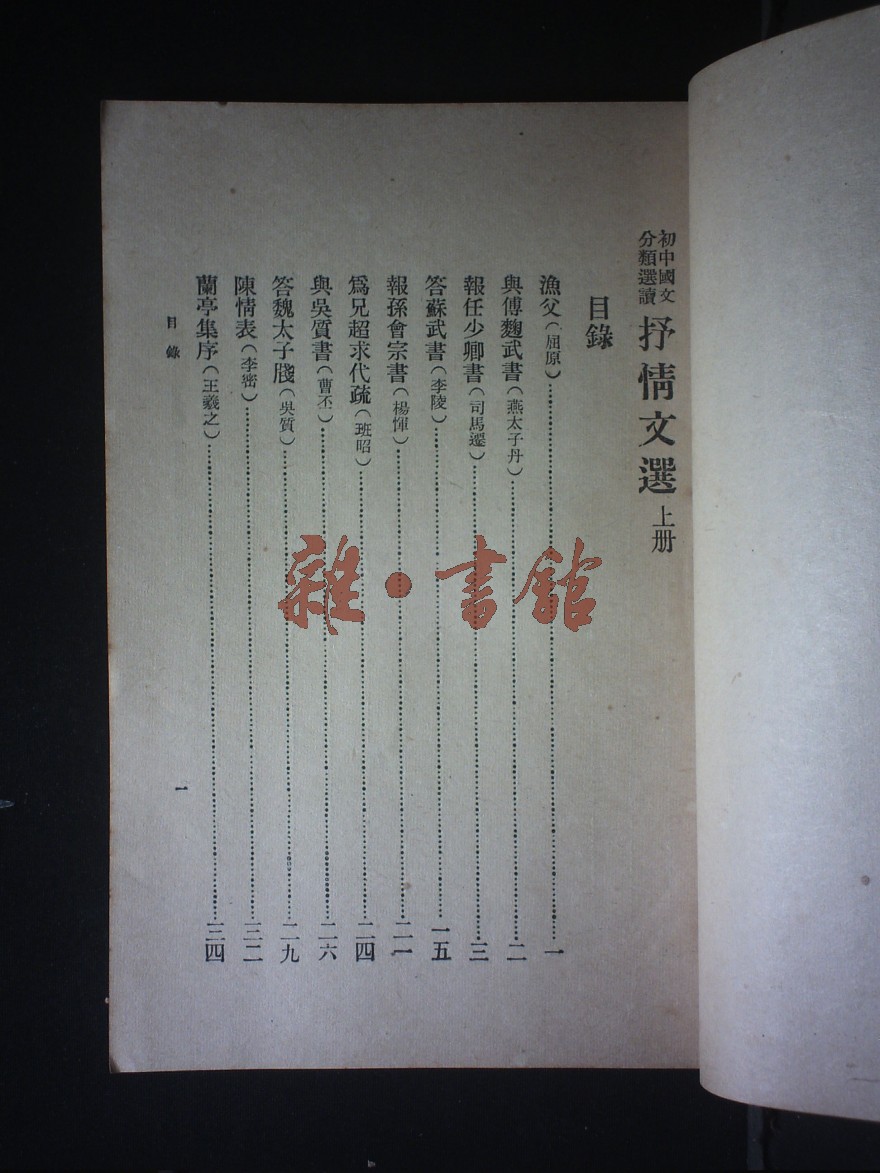 初中國文
分類選讀
抒情文選 上册
目錄
漁父（屈原）……一
與傅麴武書（燕太子丹）……二
報任少卿書（司馬遷）……三
答蘇武書（李陵）……一五
報孫會宗書（楊惲）……二一
爲兄超求代疏（班昭）……二四
與吳質書（曹丕）……二六
答魏太子牋（吳質）……二九
陳情表（李密）……三二
蘭亭集序（王羲之）……三四
目錄
一
雜·書館